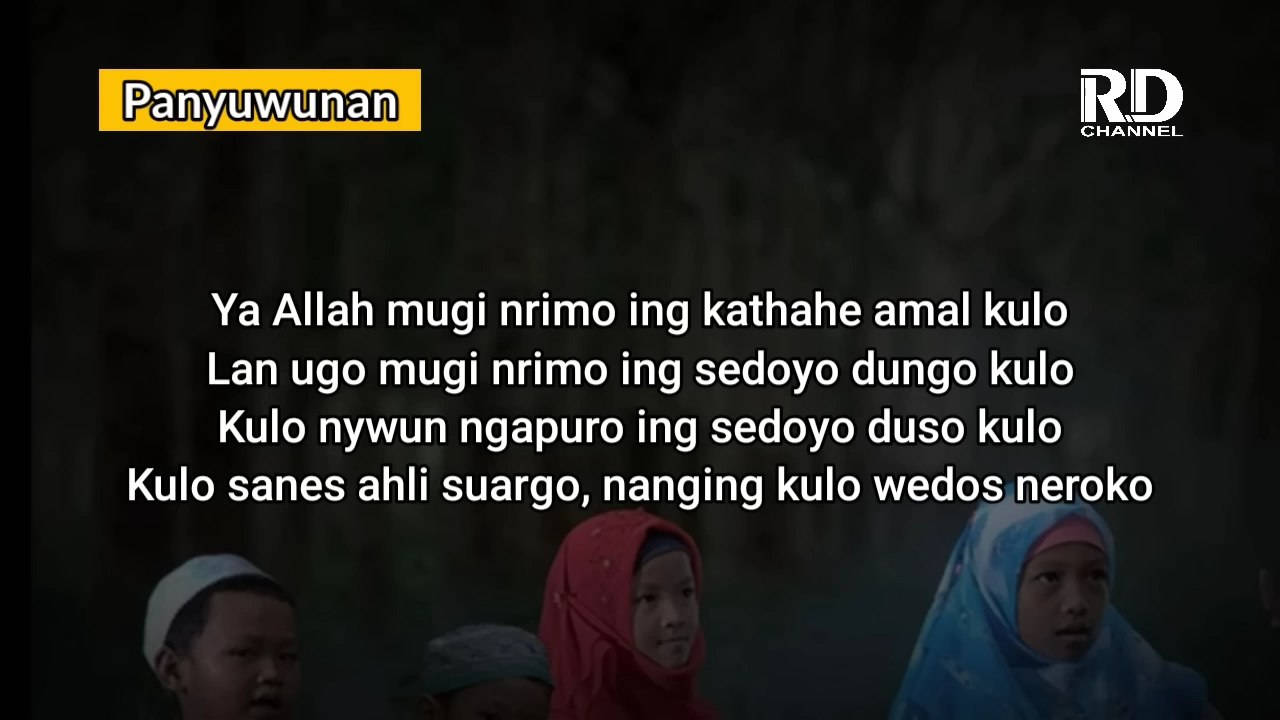 Panyuwunan
RD
CHANNEL
Ya Allah mugi nrimo ing kathahe amal kulo
Lan ugo mugi nrimo ing sedoyo dungo kulo
Kulo nywun ngapuro ing sedoyo duso kulo
Kulo sanes ahli suargo, nanging kulo wedos neroko